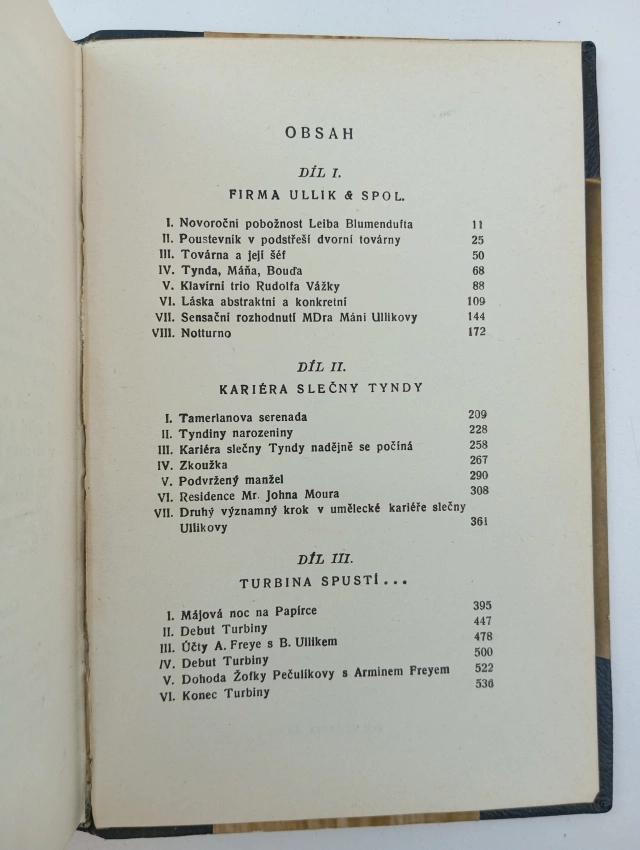 OBSAH
DÍL I.
FIRMA ULLIK & SPOL.
I. Novoroční pobožnost Leiba Blumendufta 11
II. Poustevník v podstřeší dvorní továrny 25
III. Továrna a její šéf 50
IV. Tynda, Máňa, Bouďa 68
V. Klavírní trio Rudolfa Vážky 88
VI. Láska abstraktní a konkretní 109
VII. Sensační rozhodnutí MDra Máni Ullikovy 144
VIII. Notturno 172
DÍL II.
KARIÉRA SLEČNY TYNDY
I. Tamerlanova serenada 209
II. Tyndiny narozeniny 228
III. Kariéra slečny Tyndy nadějně se počíná 258
IV. Zkouška 267
V. Podvržený manžel 290
VI. Residence Mr. Johna Moura 308
VII. Druhý významný krok v umělecké kariéře slečny
Ullikovy 361
DÍL III.
TURBINA SPUSTÍ...
I. Májová noc na Papírce 395
II. Debut Turbiny 447
III. Účty A. Freye s B. Ullikem 478
IV. Debut Turbiny 500
V. Dohoda Žofky Pečulíkovy s Arminem Freyem 522
VI. Konec Turbiny 536